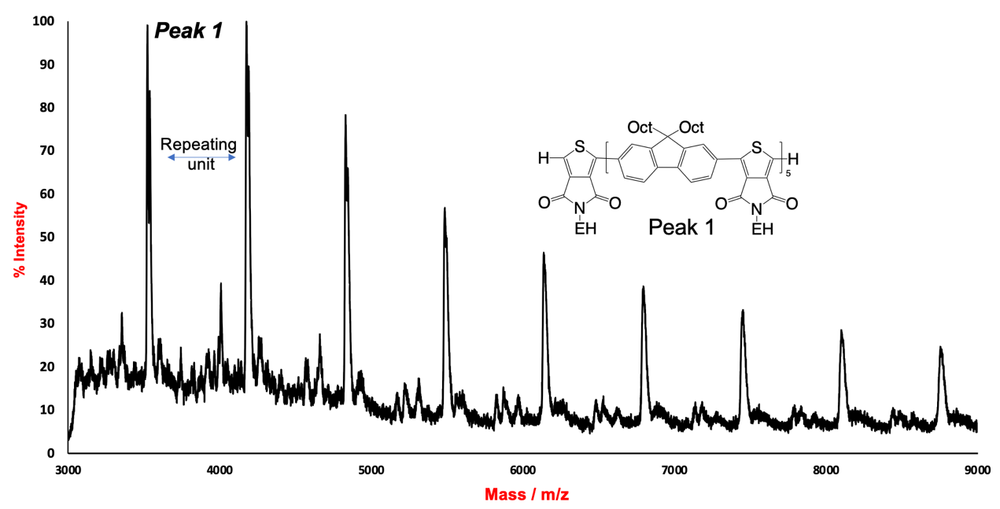 100
Peak 1
90
80
Oct Oct
70
Repeating
unit
H S S H
5
60
O N O O N O
EH EH
Peak 1
50
40
30
20
10
0
% Intensity
3000 4000 5000 6000 7000 8000 9000
Mass / m/z